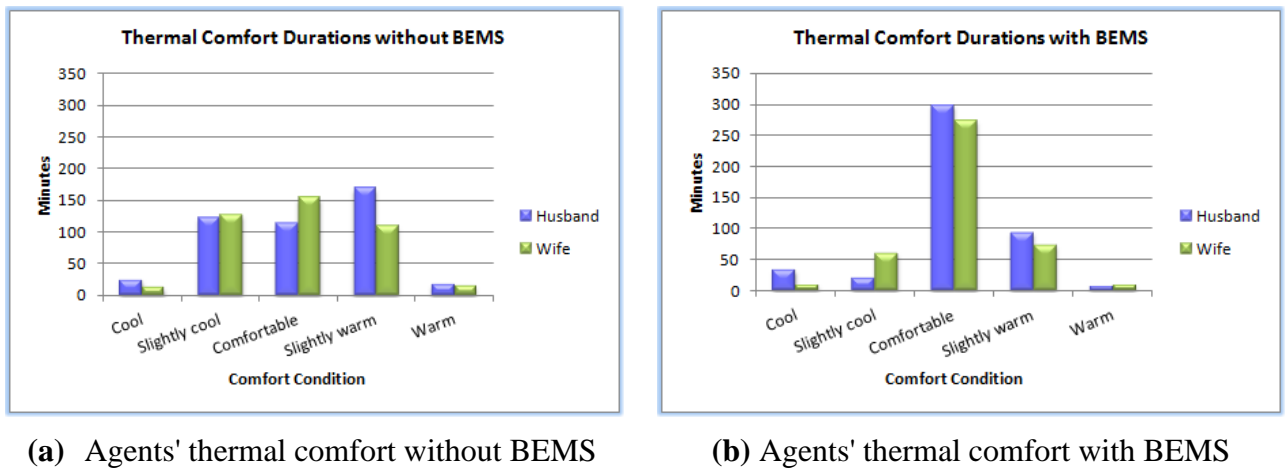 Thermal Comfort Durations without BEMS
350
300
250
200
150
100
50
0
Minutes
Cool
Slightly cool
Comfortable
Slightly warm
Warm
Comfort Condition
Husband
Wife
(a) Agents' thermal comfort without BEMS
Thermal Comfort Durations with BEMS
350
300
250
200
150
100
50
0
Minutes
Cool
Slightly cool
Comfortable
Slightly warm
Warm
Comfort Condition
Husband
Wife
(b) Agents' thermal comfort with BEMS